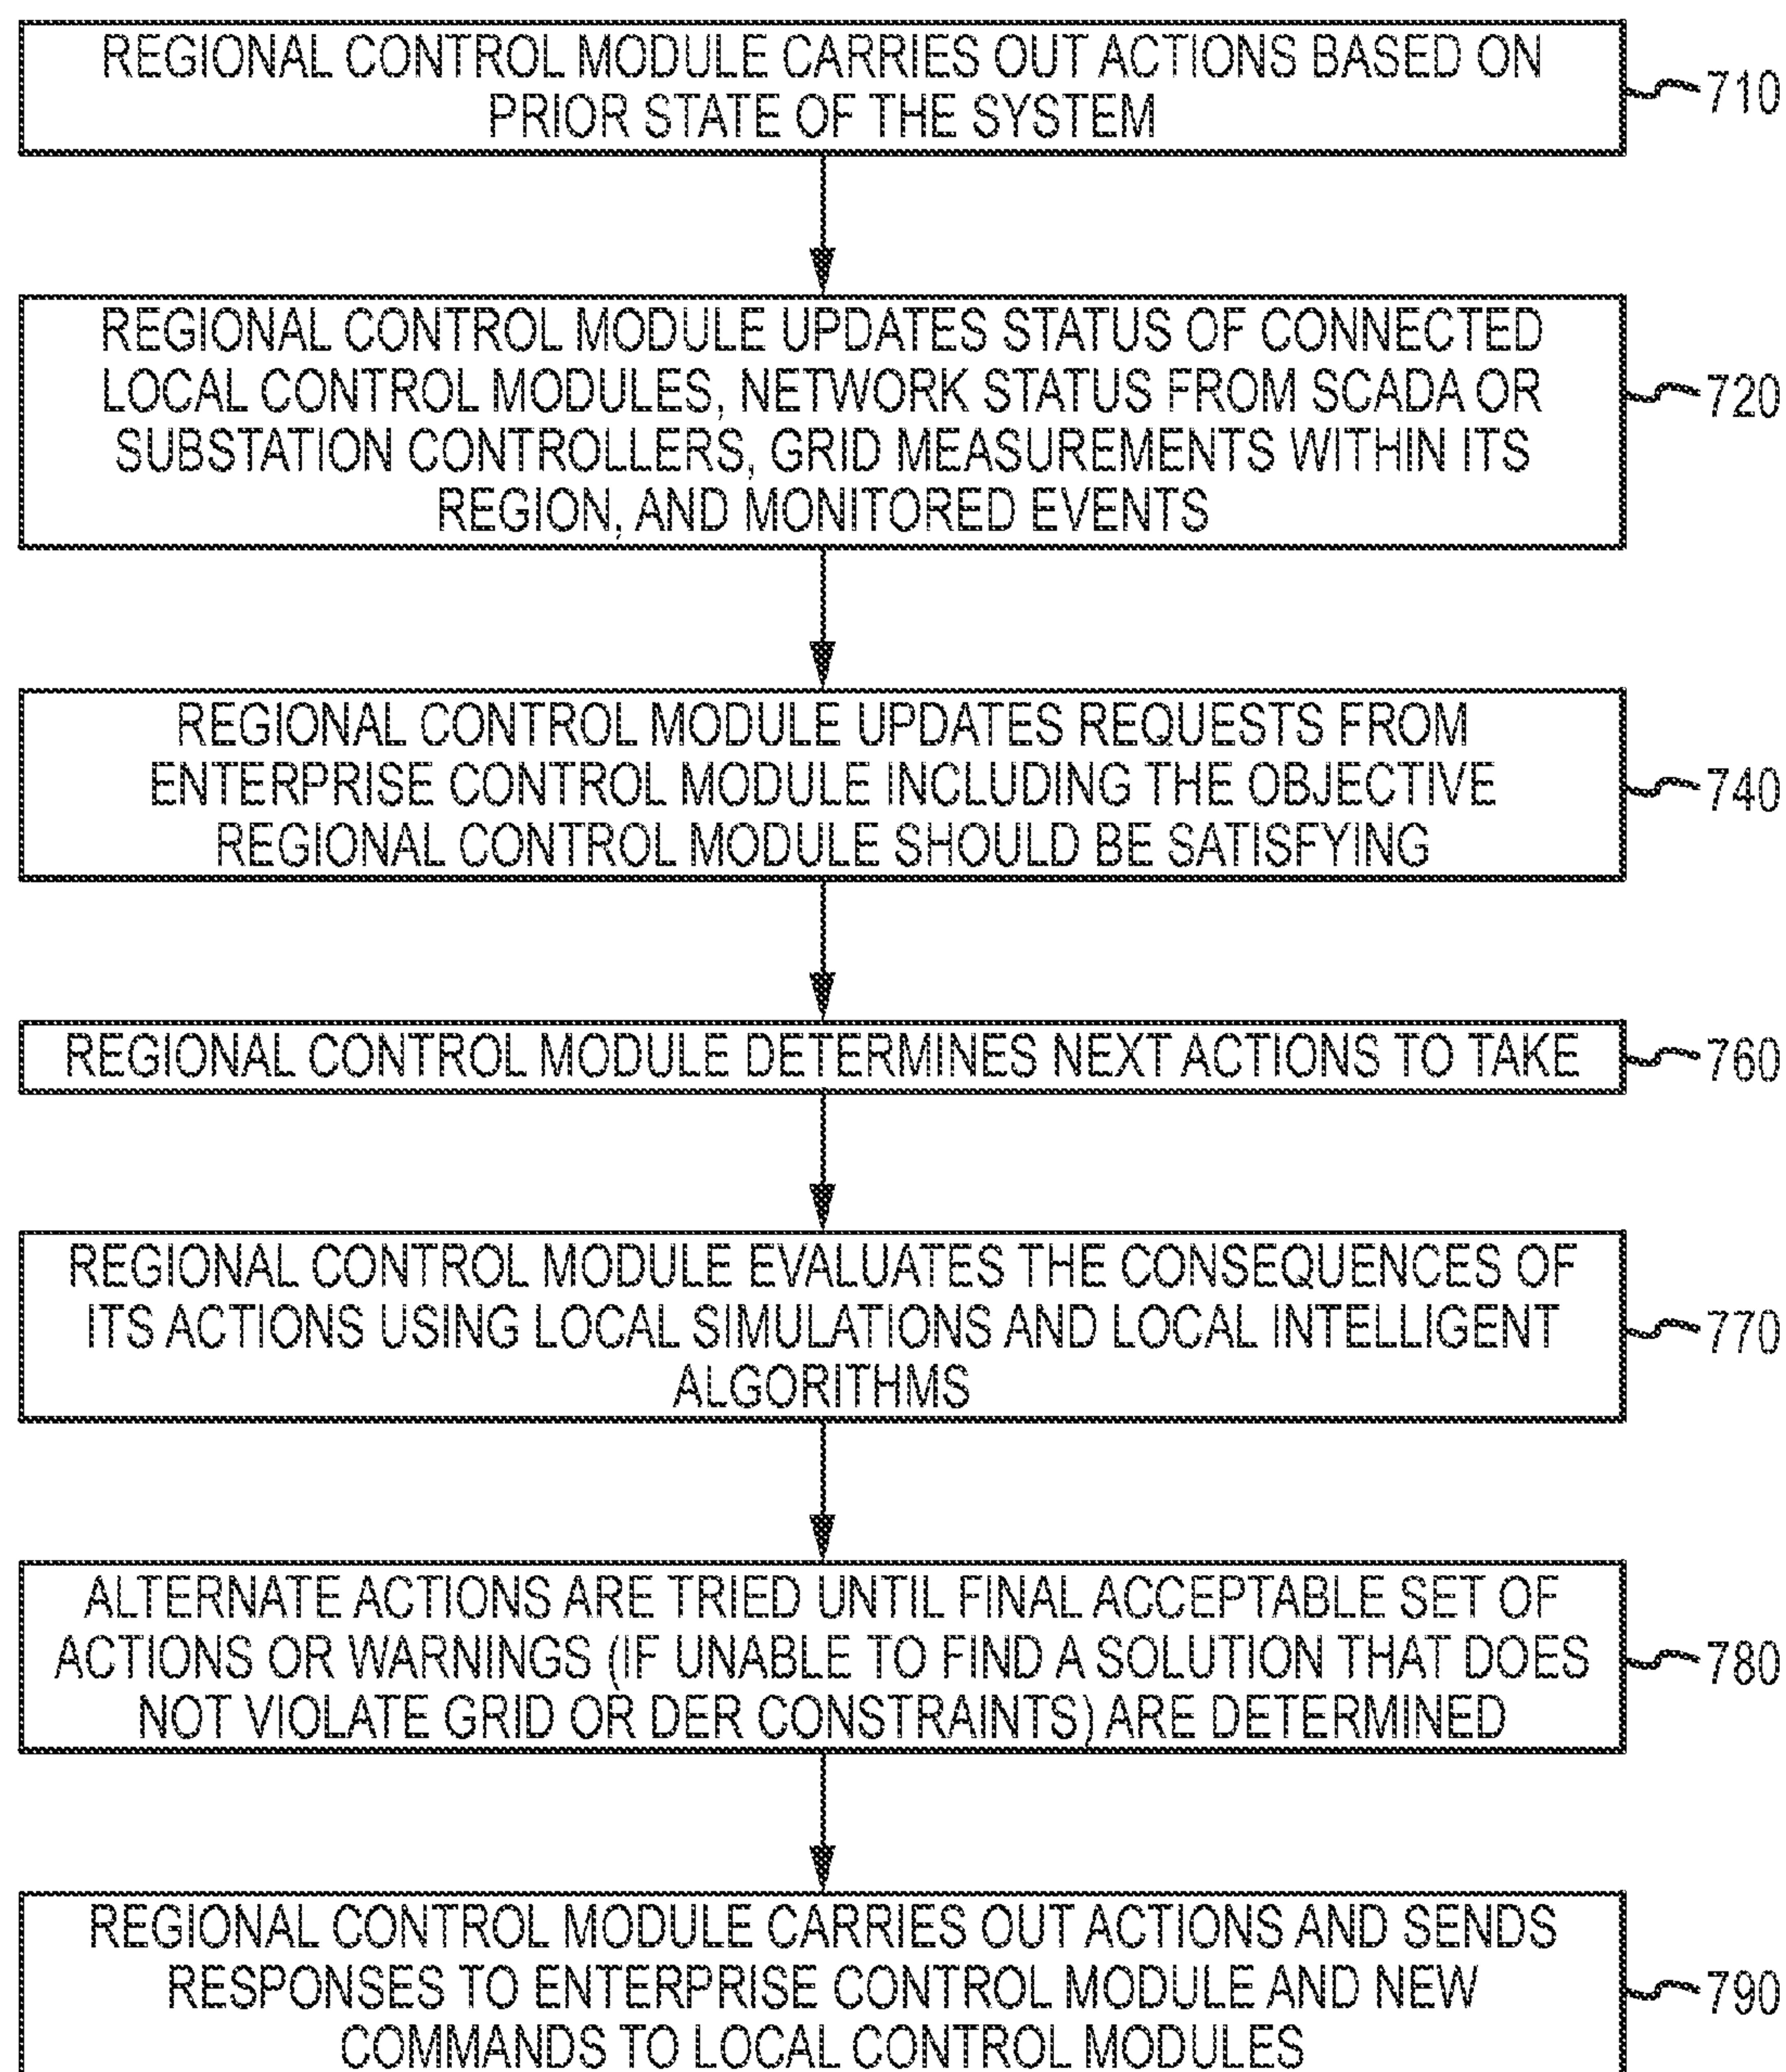 REGIONAL CONTROL MODULE CARRIES OUT ACTIONS BASED ON
PRIOR STATE OF THE SYSTEM
710
REGIONAL CONTROL MODULE UPDATES STATUS OF CONNECTED
LOCAL CONTROL MODULES, NETWORK STATUS FROM SCADA OR
SUBSTATION CONTROLLERS, GRID MEASUREMENTS WITHIN ITS
REGION, AND MONITORED EVENTS
720
REGIONAL CONTROL MODULE UPDATES REQUESTS FROM
ENTERPRISE CONTROL MODULE INCLUDING THE OBJECTIVE
REGIONAL CONTROL MODULE SHOULD BE SATISFYING
740
REGIONAL CONTROL MODULE DETERMINES NEXT ACTIONS TO TAKE
760
REGIONAL CONTROL MODULE EVALUATES THE CONSEQUENCES OF
ITS ACTIONS USING LOCAL SIMULATIONS AND LOCAL INTELLIGENT
ALGORITHMS
770
ALTERNATE ACTIONS ARE TRIED UNTIL FINAL ACCEPTABLE SET OF
ACTIONS OR WARNINGS (IF UNABLE TO FIND A SOLUTION THAT DOES
NOT VIOLATE GRID OR DER CONSTRAINTS) ARE DETERMINED
780
REGIONAL CONTROL MODULE CARRIES OUT ACTIONS AND SENDS
RESPONSES TO ENTERPRISE CONTROL MODULE AND NEW
COMMANDS TO LOCAL CONTROL MODULES
790